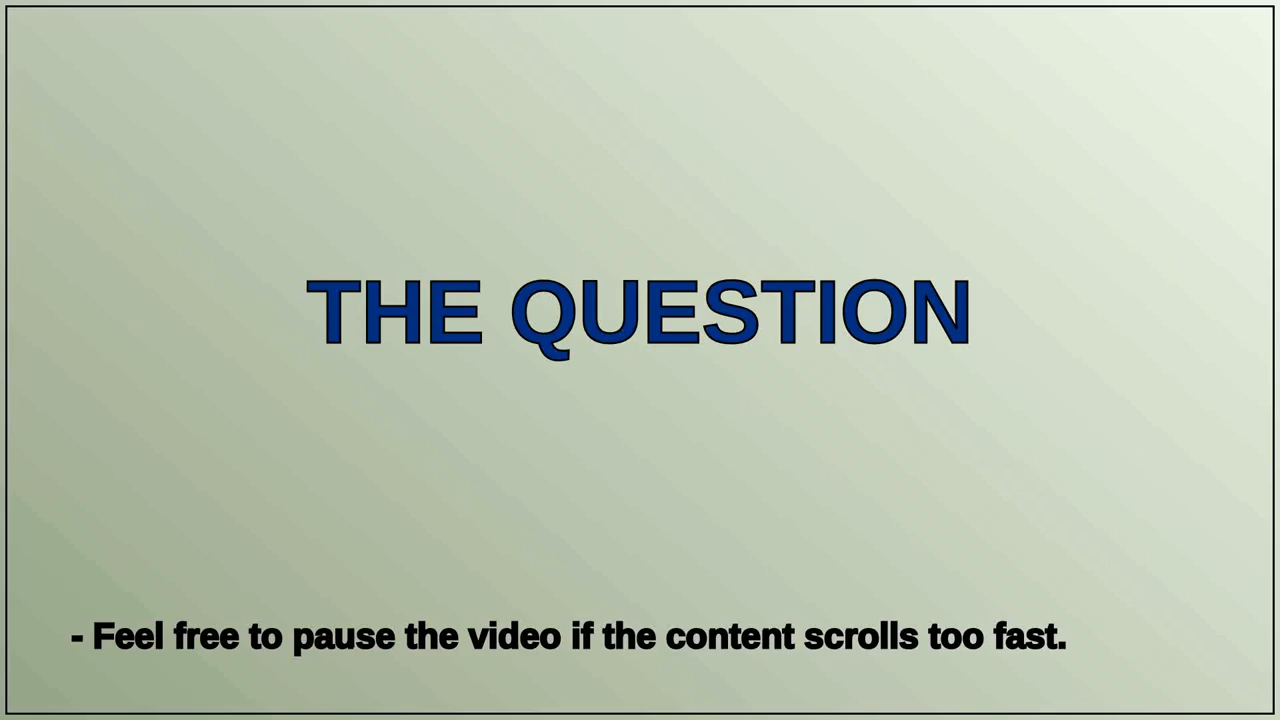 THE QUESTION
- Feel free to pause the video if the content scrolls too fast.